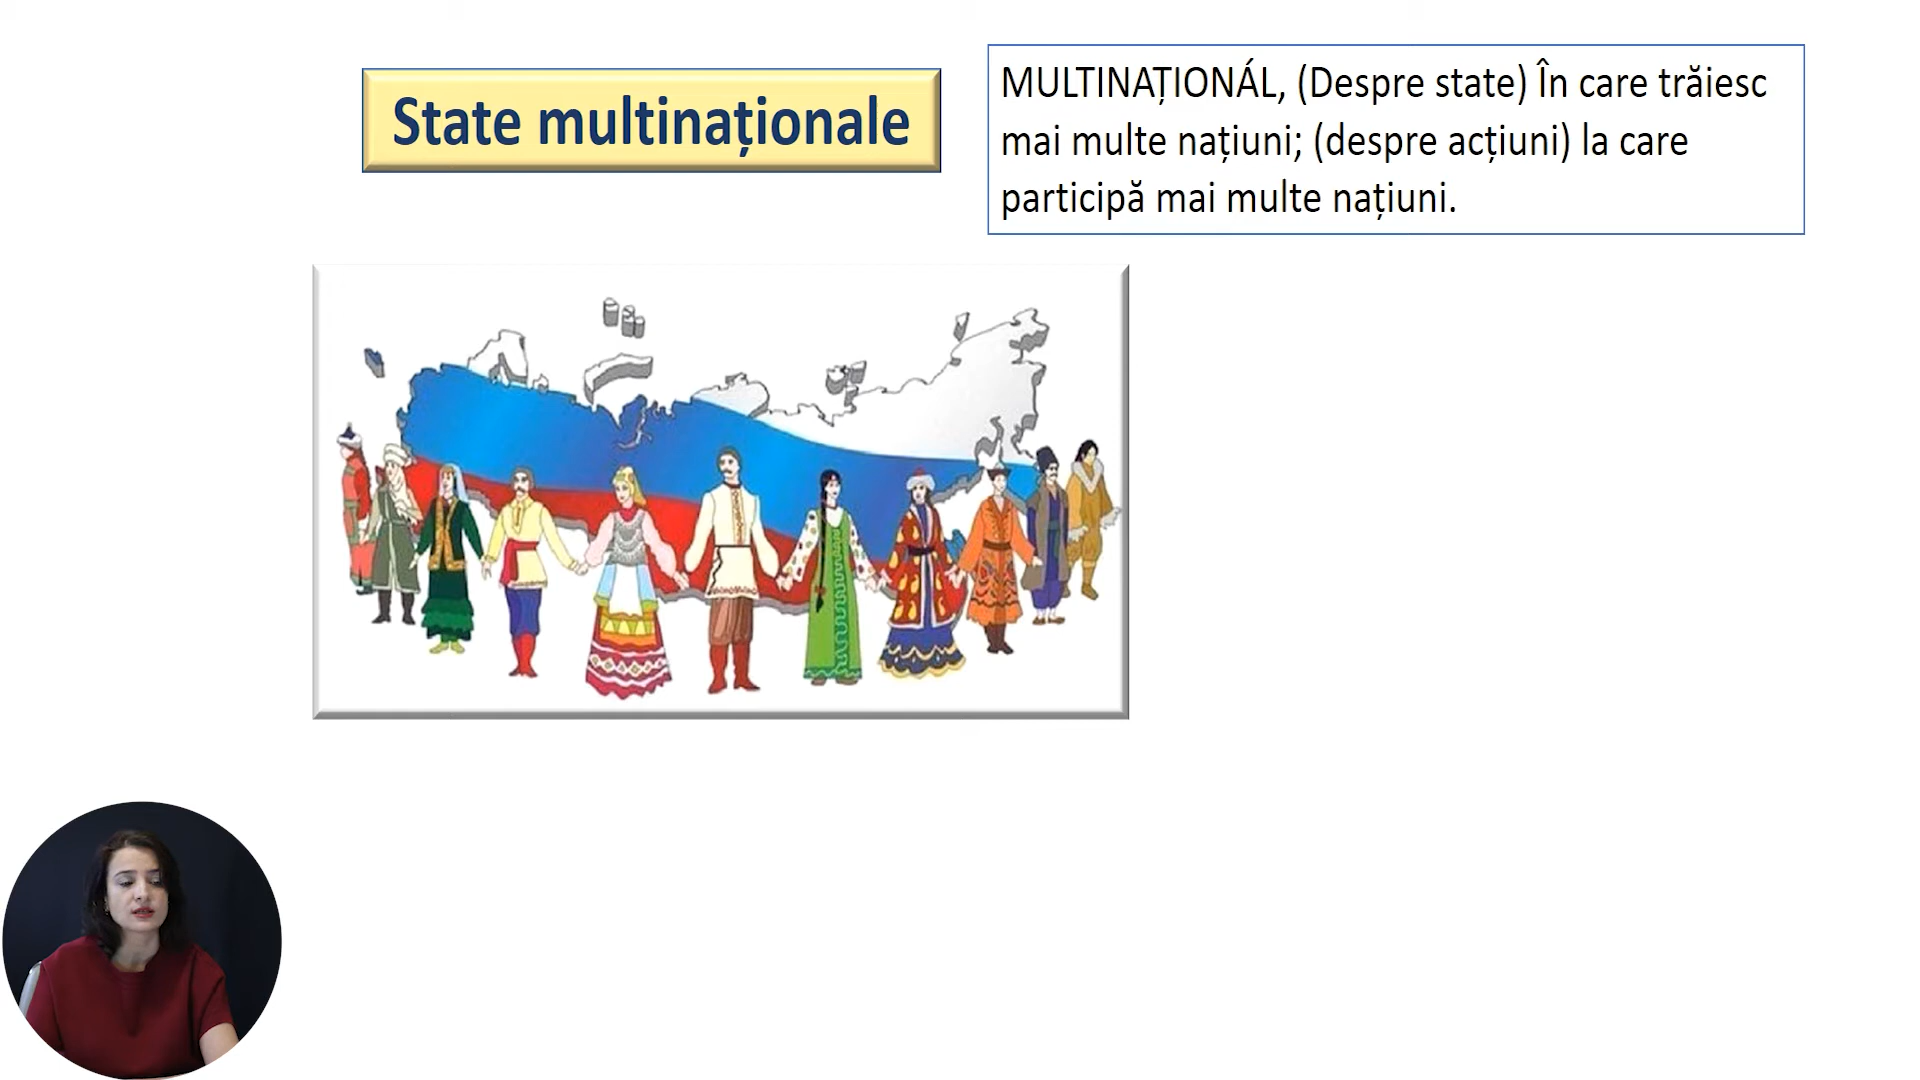 State multinaționale
MULTINAȚIONÁL, (Despre state) În care trăiesc
mai multe națiuni; (despre acțiuni) la care
participă mai multe națiuni.